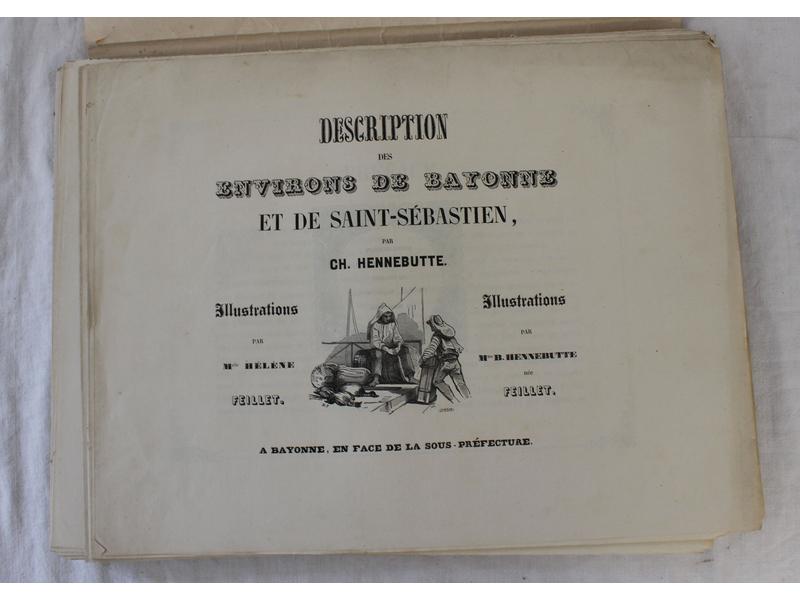 DESCRIPTION
DES
ENVIRONS DE BAYONNE
ET DE SAINT-SÉBASTIEN,
PAR
CH. HENNEBUTTE.
Illustrations
PAR
Mlle HÉLÈNE
FEILLET.
Illustrations
PAR
Mme B. HENNEBUTTE
née
FEILLET.
A BAYONNE, EN FACE DE LA SOUS-PRÉFECTURE.